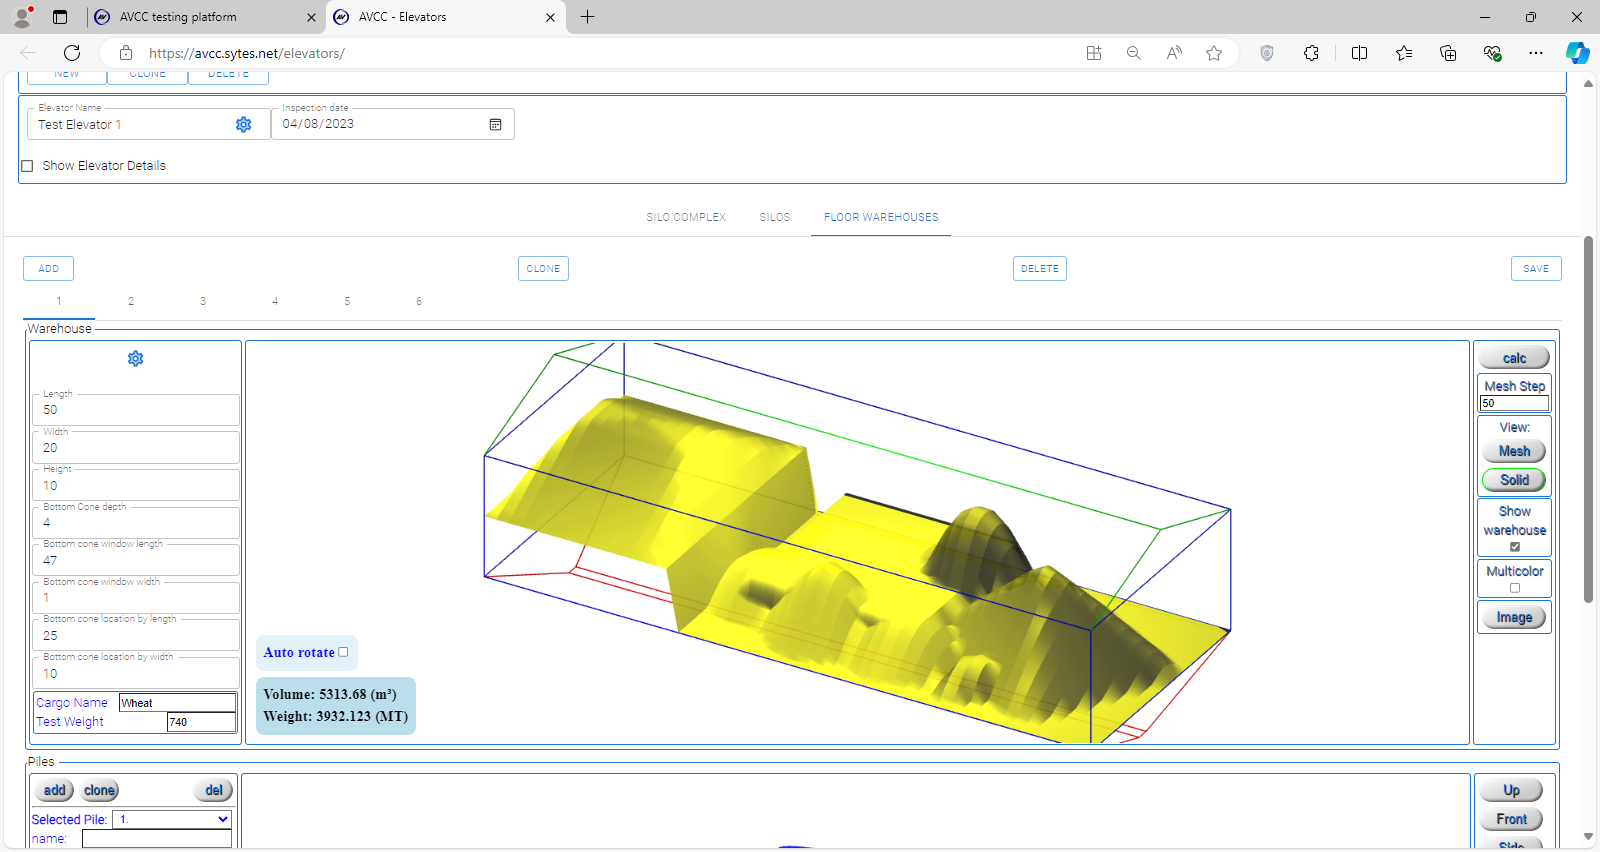 AVCC testing platform
AVCC - Elevators
https://avcc.sytes.net/elevators/
NEW
CLONE
DELETE
Elevator Name
Test Elevator 1
Inspection date
04/08/2023
Show Elevator Details
SILO COMPLEX
SILOS
FLOOR WAREHOUSES
ADD
CLONE
DELETE
SAVE
1 2 3 4 5 6
Warehouse
Length
50
Width
20
Height
10
Bottom Cone depth
4
Bottom cone window length
47
Bottom cone window width
1
Bottom cone location by length
25
Bottom cone location by width
10
Cargo Name Wheat
Test Weight 740
Auto rotate
Volume: 5313.68 (m³)
Weight: 3932.123 (MT)
calc
Mesh Step
50
View:
Mesh
Solid
Show
warehouse
Multicolor
Image
Piles
add clone del
Selected Pile: 1.
name:
Up
Front
Side